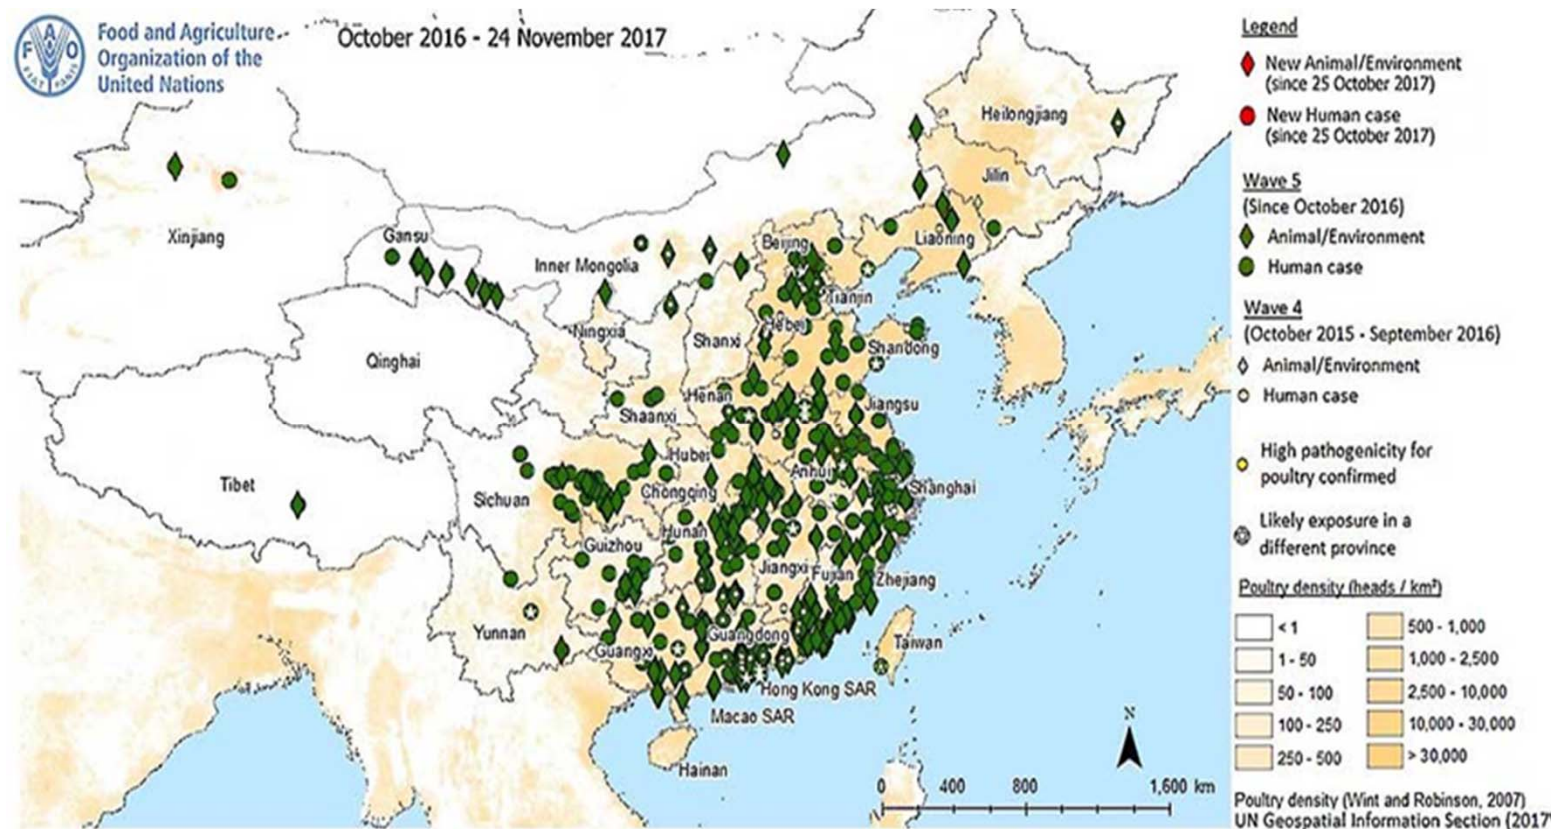 Food and Agriculture
Organization of the
United Nations
F A O
FIAT PANIS
October 2016 - 24 November 2017
Heilongjiang
Jilin
Liaoning
Xinjiang
Gansu
Inner Mongolia
Beijing
Tianjin
Hebei
Ningxia
Shanxi
Shandong
Qinghai
Shaanxi
Henan
Jiangsu
Hubei
Anhui
Tibet
Sichuan
Chongqing
Shanghai
Hunan
Guizhou
Jiangxi
Fujian
Zhejiang
Yunnan
Guangxi
Guangdong
Taiwan
Hong Kong SAR
Macao SAR
Hainan
N
0 400 800 1,600 km
Legend
New Animal/Environment
(since 25 October 2017)
New Human case
(since 25 October 2017)
Wave 5
(Since October 2016)
Animal/Environment
Human case
Wave 4
(October 2015 - September 2016)
Animal/Environment
Human case
High pathogenicity for
poultry confirmed
Likely exposure in a
different province
Poultry density (heads / km²)
< 1
1 - 50
50 - 100
100 - 250
250 - 500
500 - 1,000
1,000 - 2,500
2,500 - 10,000
10,000 - 30,000
> 30,000
Poultry density (Wint and Robinson, 2007)
UN Geospatial Information Section (2017